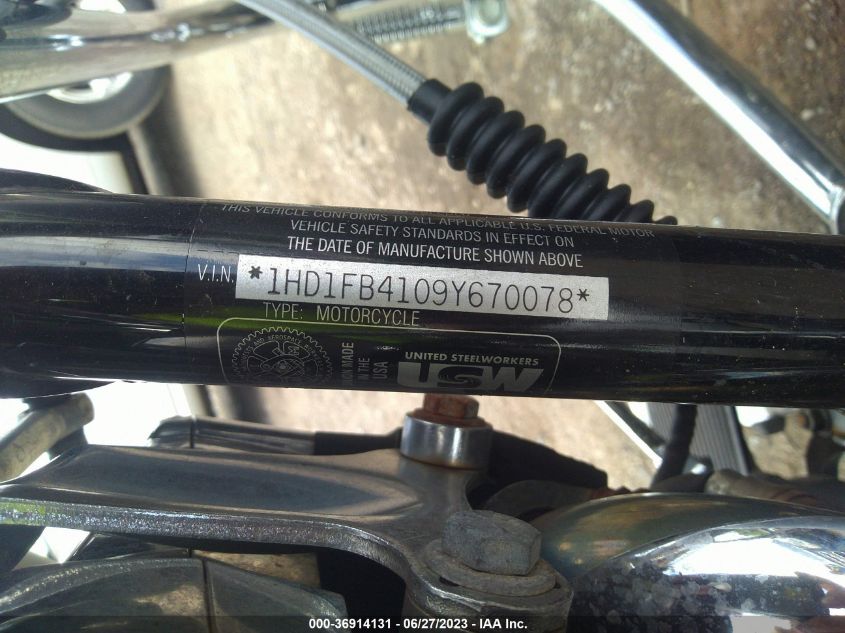 THIS VEHICLE CONFORMS TO ALL APPLICABLE U.S. FEDERAL MOTOR
VEHICLE SAFETY STANDARDS IN EFFECT ON
THE DATE OF MANUFACTURE SHOWN ABOVE
V.I.N. *1HD1FB4109Y670078*
TYPE: MOTORCYCLE
MADE
IN THE
USA
UNITED STEELWORKERS
USW
000-36914131 - 06/27/2023 - IAA Inc.